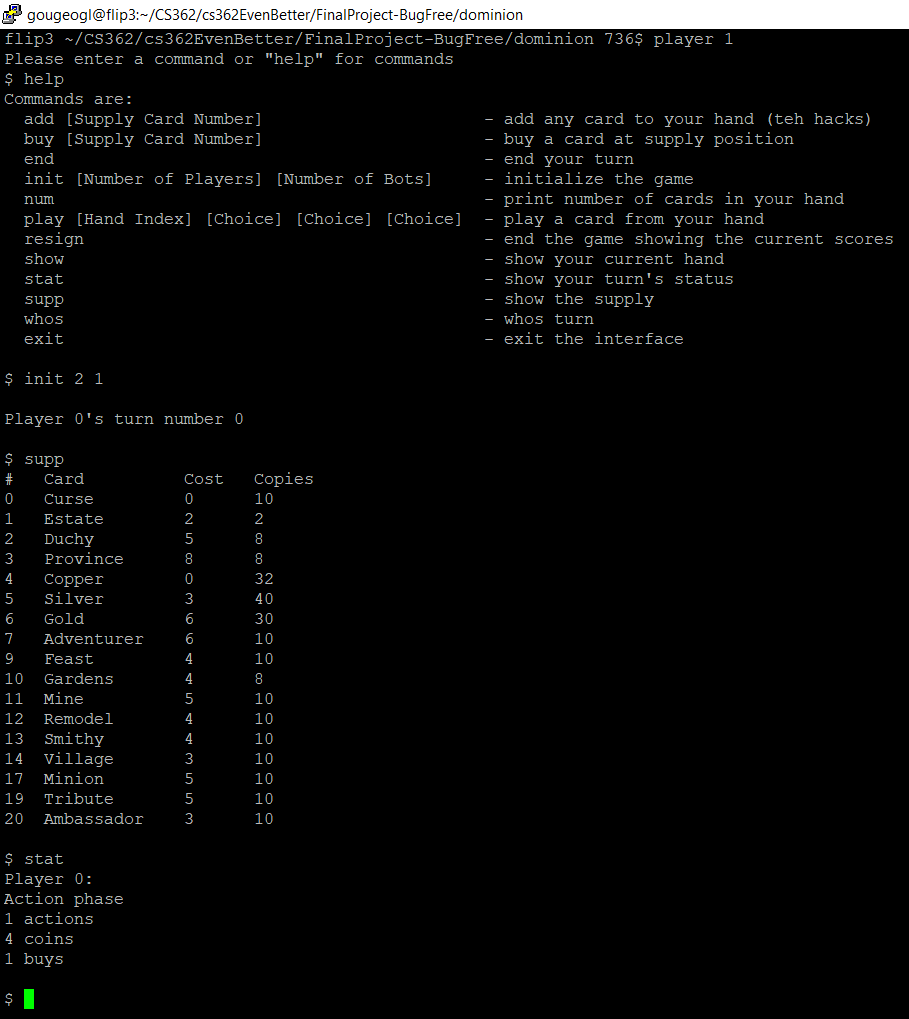 gougeogl@flip3:~/CS362/cs362EvenBetter/FinalProject-BugFree/dominion
flip3 ~/CS362/cs362EvenBetter/FinalProject-BugFree/dominion 736$ player 1
Please enter a command or "help" for commands
$ help
Commands are:
  add [Supply Card Number]                      - add any card to your hand (teh hacks)
  buy [Supply Card Number]                      - buy a card at supply position
  end                                           - end your turn
  init [Number of Players] [Number of Bots]     - initialize the game
  num                                           - print number of cards in your hand
  play [Hand Index] [Choice] [Choice] [Choice]  - play a card from your hand
  resign                                        - end the game showing the current scores
  show                                          - show your current hand
  stat                                          - show your turn's status
  supp                                          - show the supply
  whos                                          - whos turn
  exit                                          - exit the interface
$ init 2 1
Player 0's turn number 0
$ supp
#   Card          Cost   Copies
0   Curse         0      10
1   Estate        2      2
2   Duchy         5      8
3   Province      8      8
4   Copper        0      32
5   Silver        3      40
6   Gold          6      30
7   Adventurer    6      10
9   Feast         4      10
10  Gardens       4      8
11  Mine          5      10
12  Remodel       4      10
13  Smithy        4      10
14  Village       3      10
17  Minion        5      10
19  Tribute       5      10
20  Ambassador    3      10
$ stat
Player 0:
Action phase
1 actions
4 coins
1 buys
$